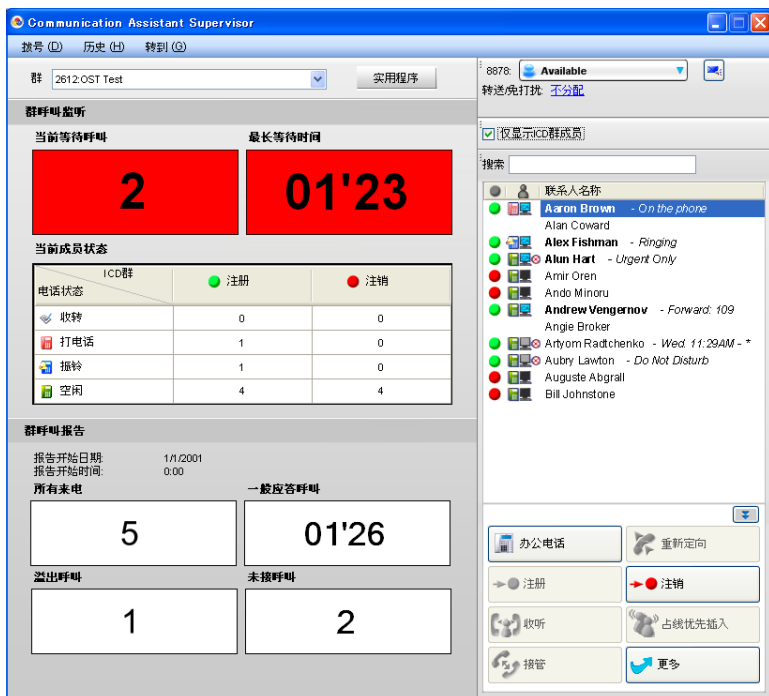 Communication Assistant Supervisor
拨号 (D) 历史 (H) 转到 (G)
群 2612:OST Test 实用程序
群呼叫监听
当前等待呼叫 最长等待时间
2 01'23
当前成员状态
ICD群 注册 注销
电话状态
收转 0 0
打电话 1 0
振铃 1 0
空闲 4 4
群呼叫报告
报告开始日期: 1/1/2001
报告开始时间: 0:00
所有来电 一般应答呼叫
5 01'26
溢出呼叫 未接呼叫
1 2
8878: Available
转送/免打扰: 不分配
仅显示ICD群成员
搜索
联系人名称
Aaron Brown - On the phone
Alan Coward
Alex Fishman - Ringing
Alun Hart - Urgent Only
Amir Oren
Ando Minoru
Andrew Vengernov - Forward: 109
Angie Broker
Artyom Radtchenko - Wed. 11:29AM - *
Aubry Lawton - Do Not Disturb
Auguste Abgrall
Bill Johnstone
办公电话 重新定向
注册 注销
收听 占线优先插入
接管 更多